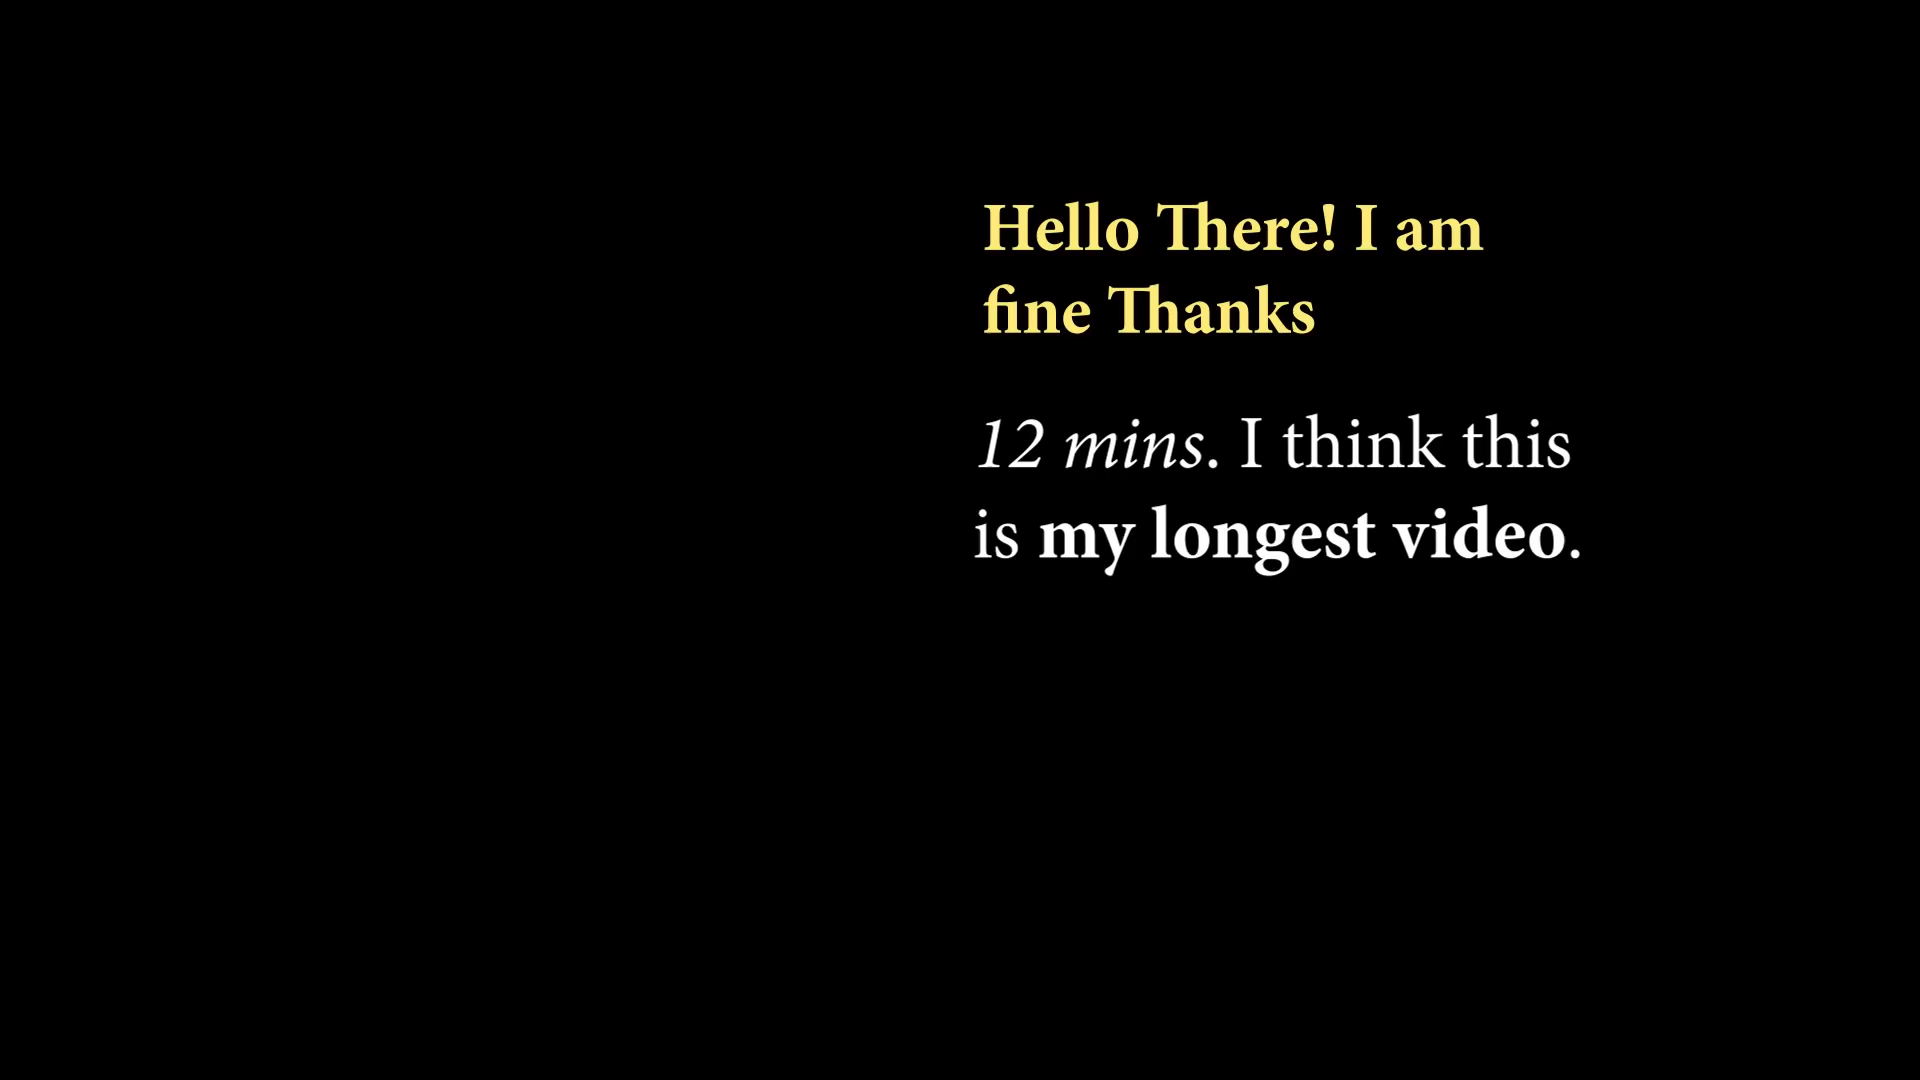 Hello There! I am
fine Thanks
12 mins. I think this
is my longest video.